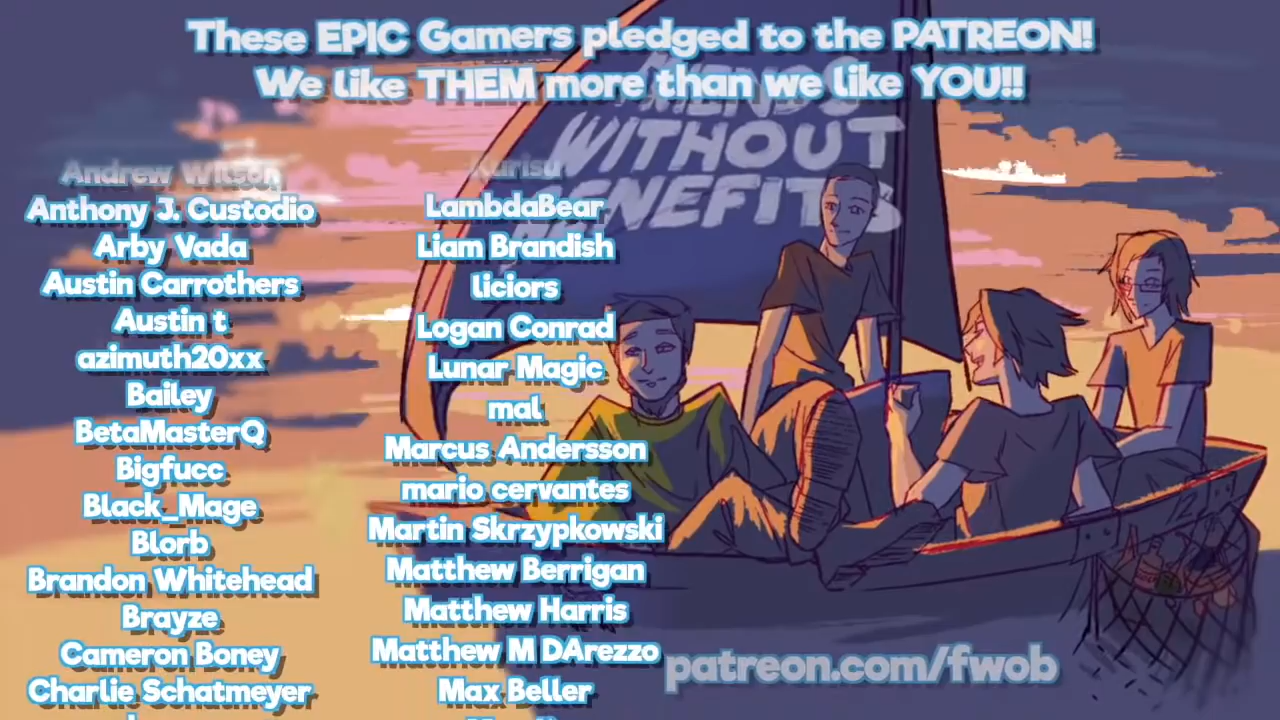 These EPIC Gamers pledged to the PATREON!
We like THEM more than we like YOU!!
FRIENDS
WITHOUT
BENEFITS
Andrew Wilson
Anthony J. Custodio
Arby Vada
Austin Carrothers
Austin t
azimuth20xx
Bailey
BetaMasterQ
Bigfucc
Black_Mage
Blorb
Brandon Whitehead
Brayze
Cameron Boney
Charlie Schatmeyer
Kurisu
LambdaBear
Liam Brandish
liciors
Logan Conrad
Lunar Magic
mal
Marcus Andersson
mario cervantes
Martin Skrzypkowski
Matthew Berrigan
Matthew Harris
Matthew M DArezzo
Max Beller
patreon.com/fwob